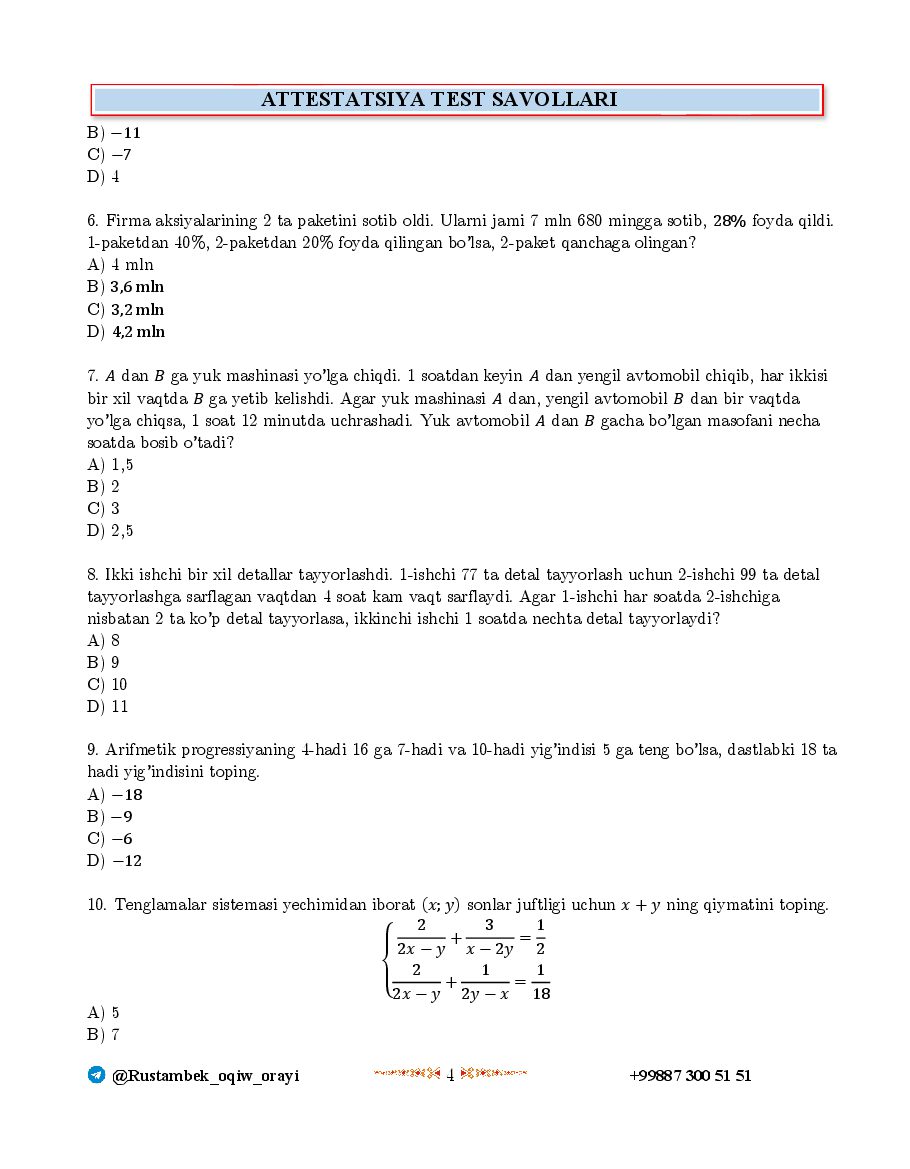 ATTESTATSIYA TEST SAVOLLARI
B) −11
C) −7
D) 4
6. Firma aksiyalarining 2 ta paketini sotib oldi. Ularni jami 7 mln 680 mingga sotib, 28% foyda qildi.
1-paketdan 40%, 2-paketdan 20% foyda qilingan bo'lsa, 2-paket qanchaga olingan?
A) 4 mln
B) 3,6 mln
C) 3,2 mln
D) 4,2 mln
7. A dan B ga yuk mashinasi yo'lga chiqdi. 1 soatdan keyin A dan yengil avtomobil chiqib, har ikkisi
bir xil vaqtda B ga yetib kelishdi. Agar yuk mashinasi A dan, yengil avtomobil B dan bir vaqtda
yo'lga chiqsa, 1 soat 12 minutda uchrashadi. Yuk avtomobil A dan B gacha bo'lgan masofani necha
soatda bosib o'tadi?
A) 1,5
B) 2
C) 3
D) 2,5
8. Ikki ishchi bir xil detallar tayyorlashdi. 1-ishchi 77 ta detal tayyorlash uchun 2-ishchi 99 ta detal
tayyorlashga sarflagan vaqtdan 4 soat kam vaqt sarflaydi. Agar 1-ishchi har soatda 2-ishchiga
nisbatan 2 ta ko'p detal tayyorlasa, ikkinchi ishchi 1 soatda nechta detal tayyorlaydi?
A) 8
B) 9
C) 10
D) 11
9. Arifmetik progressiyaning 4-hadi 16 ga 7-hadi va 10-hadi yig'indisi 5 ga teng bo'lsa, dastlabki 18 ta
hadi yig'indisini toping.
A) −18
B) −9
C) −6
D) −12
10. Tenglamalar sistemasi yechimidan iborat (x; y) sonlar juftligi uchun x + y ning qiymatini toping.
2/(2x − y) + 3/(x − 2y) = 1/2
2/(2x − y) + 1/(2y − x) = 1/18
A) 5
B) 7
@Rustambek_oqiw_orayi 4 +99887 300 51 51